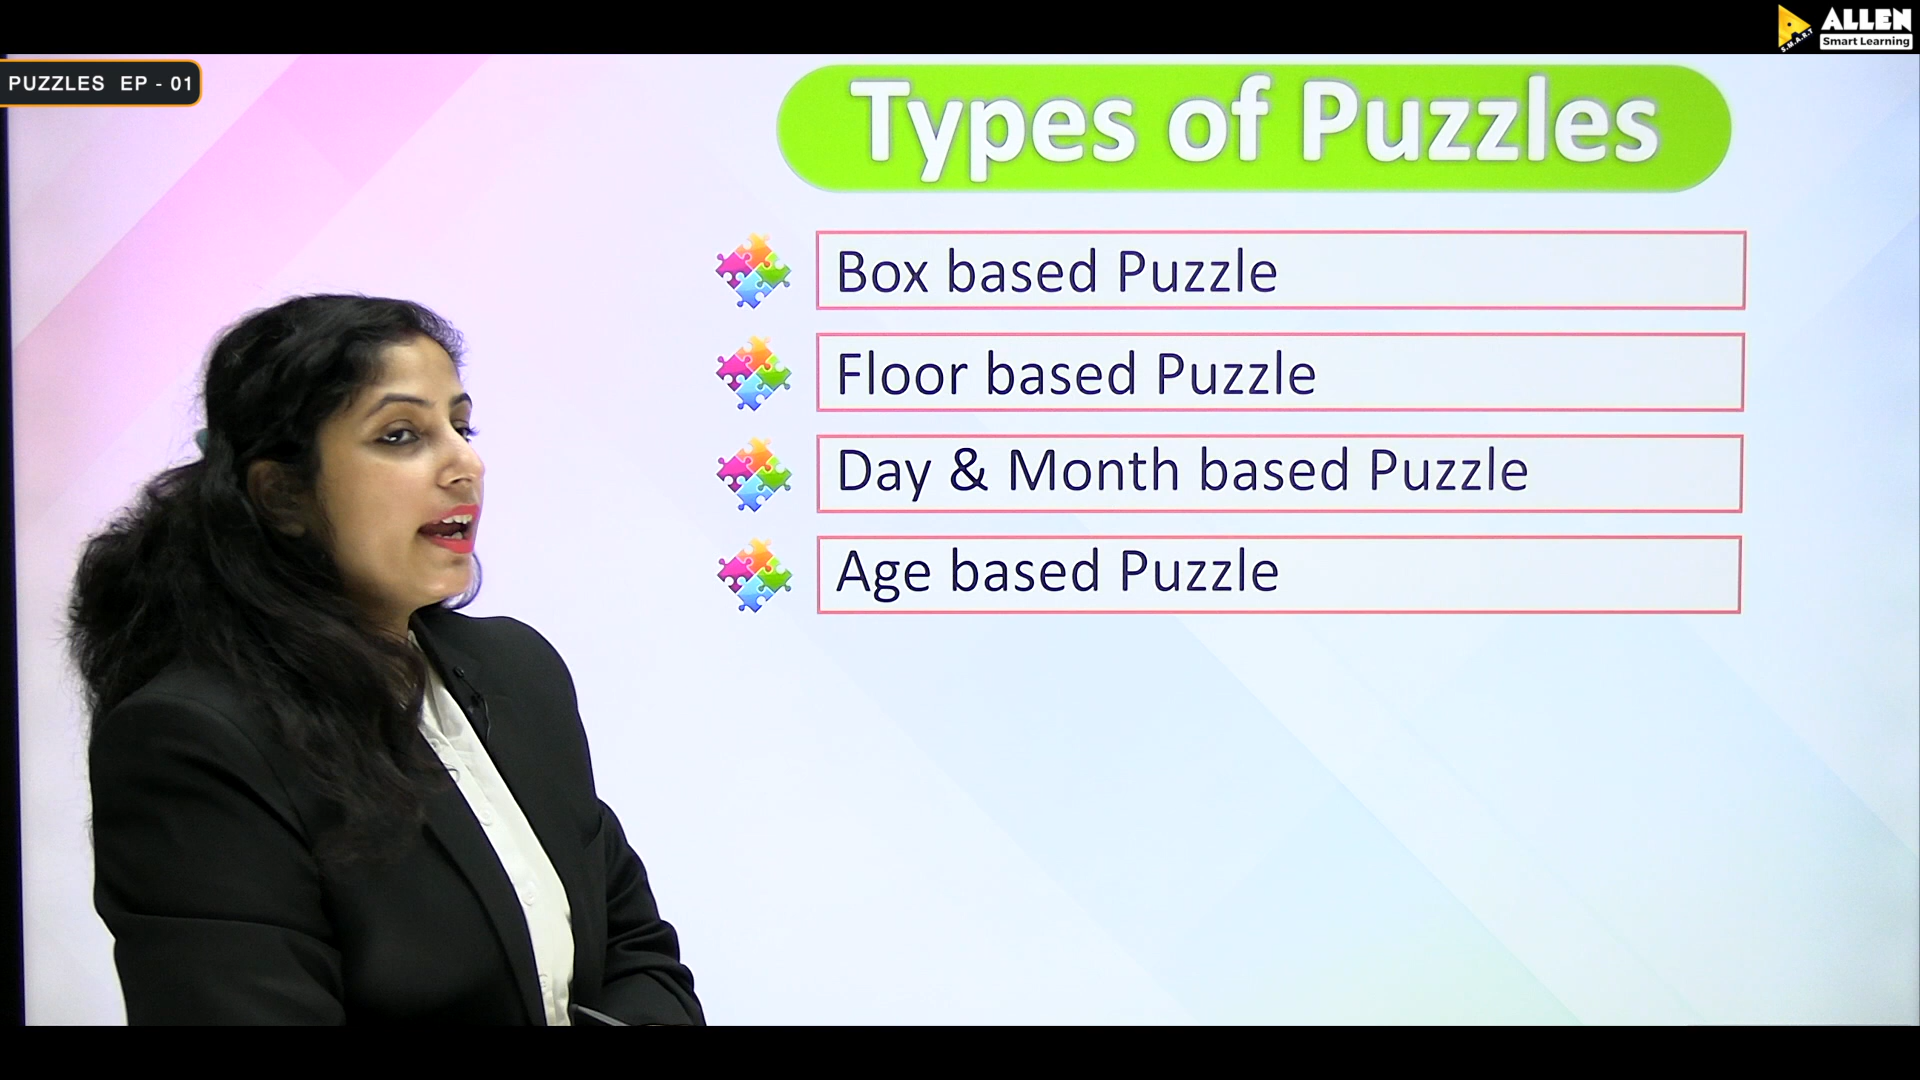 ALLEN
Smart Learning
S.M.A.R.T
PUZZLES EP - 01
Types of Puzzles
Box based Puzzle
Floor based Puzzle
Day & Month based Puzzle
Age based Puzzle